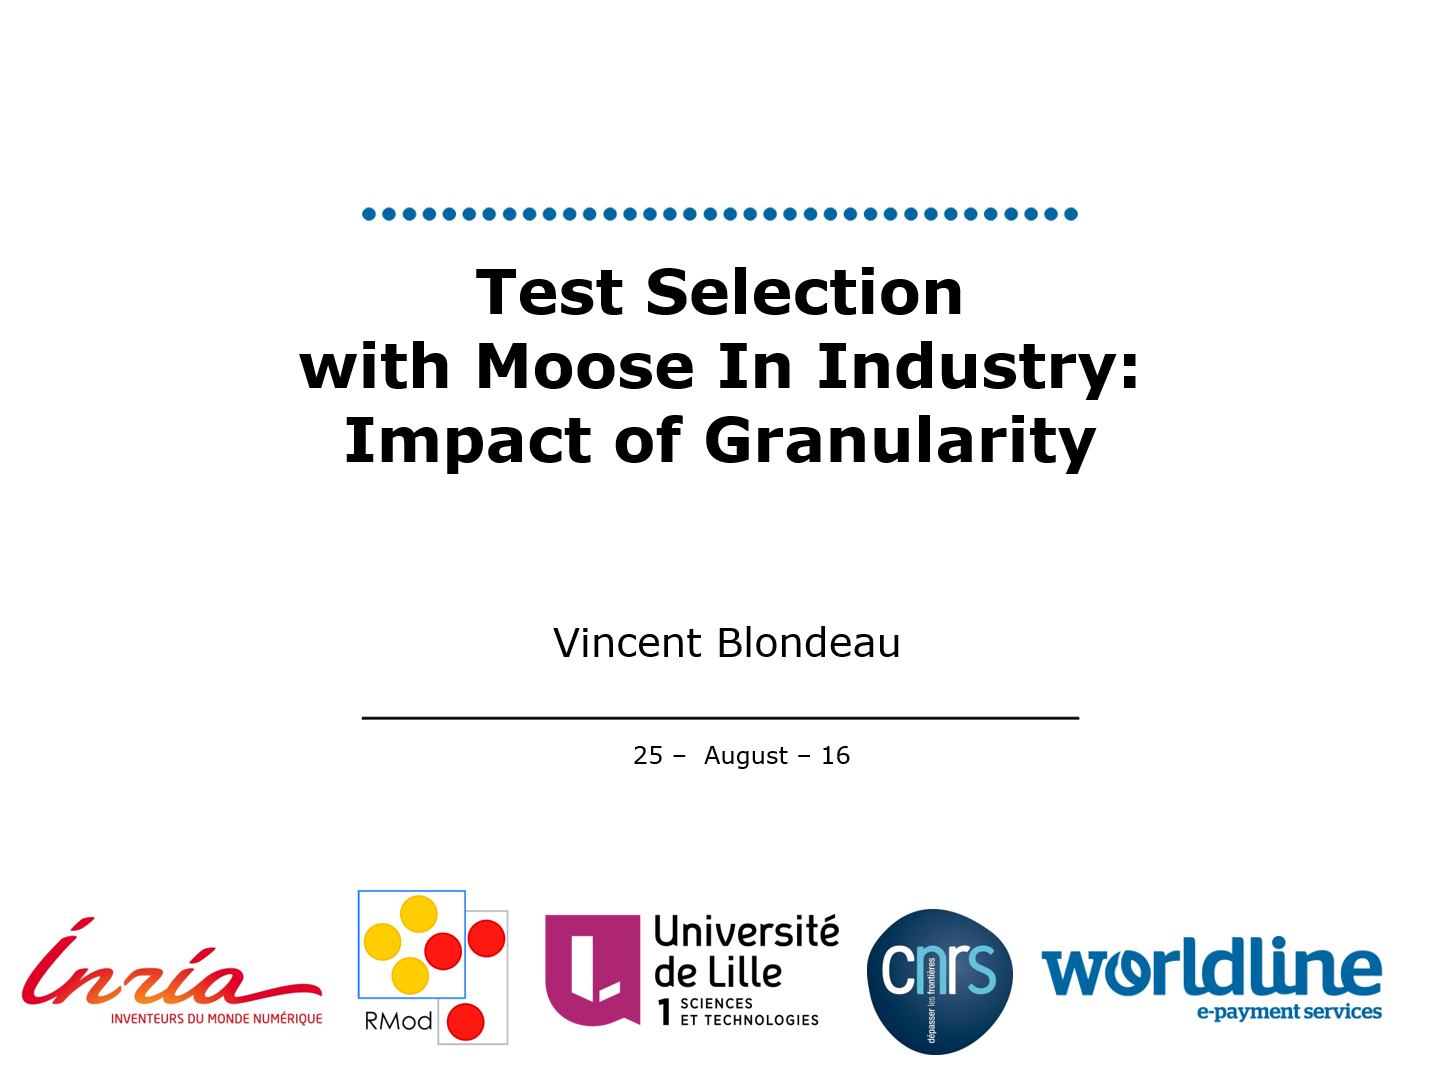 Test Selection
with Moose In Industry:
Impact of Granularity
Vincent Blondeau
25 –  August – 16
Inria
INVENTEURS DU MONDE NUMÉRIQUE
RMod
Université
de Lille
1 SCIENCES
ET TECHNOLOGIES
cnrs
dépasser les frontières
worldline
e-payment services